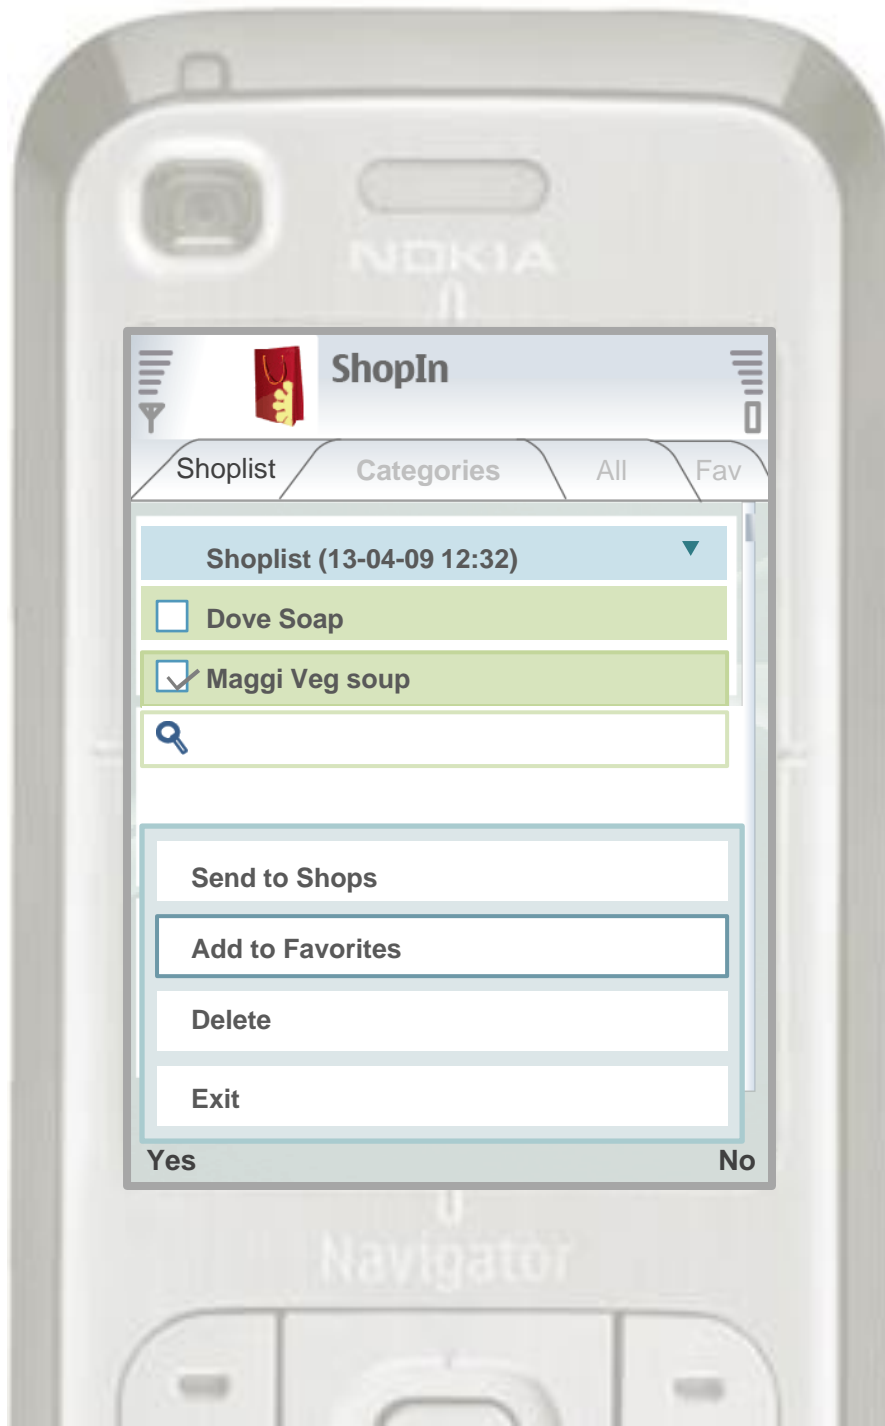 NOKIA
ShopIn
Shoplist Categories All Fav
Shoplist (13-04-09 12:32)
Dove Soap
Maggi Veg soup
Send to Shops
Add to Favorites
Delete
Exit
Yes No
Navigator